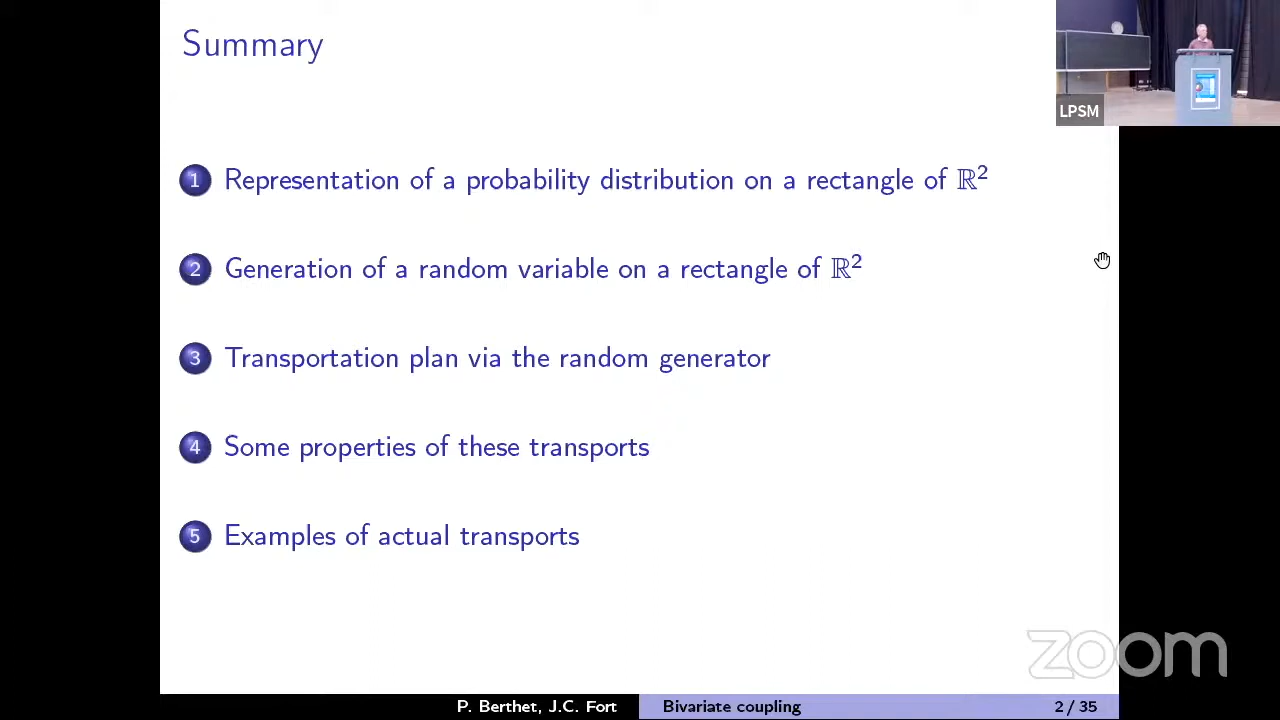 Summary
LPSM
1 Representation of a probability distribution on a rectangle of ℝ²
2 Generation of a random variable on a rectangle of ℝ²
3 Transportation plan via the random generator
4 Some properties of these transports
5 Examples of actual transports
zoom
P. Berthet, J.C. Fort Bivariate coupling 2 / 35